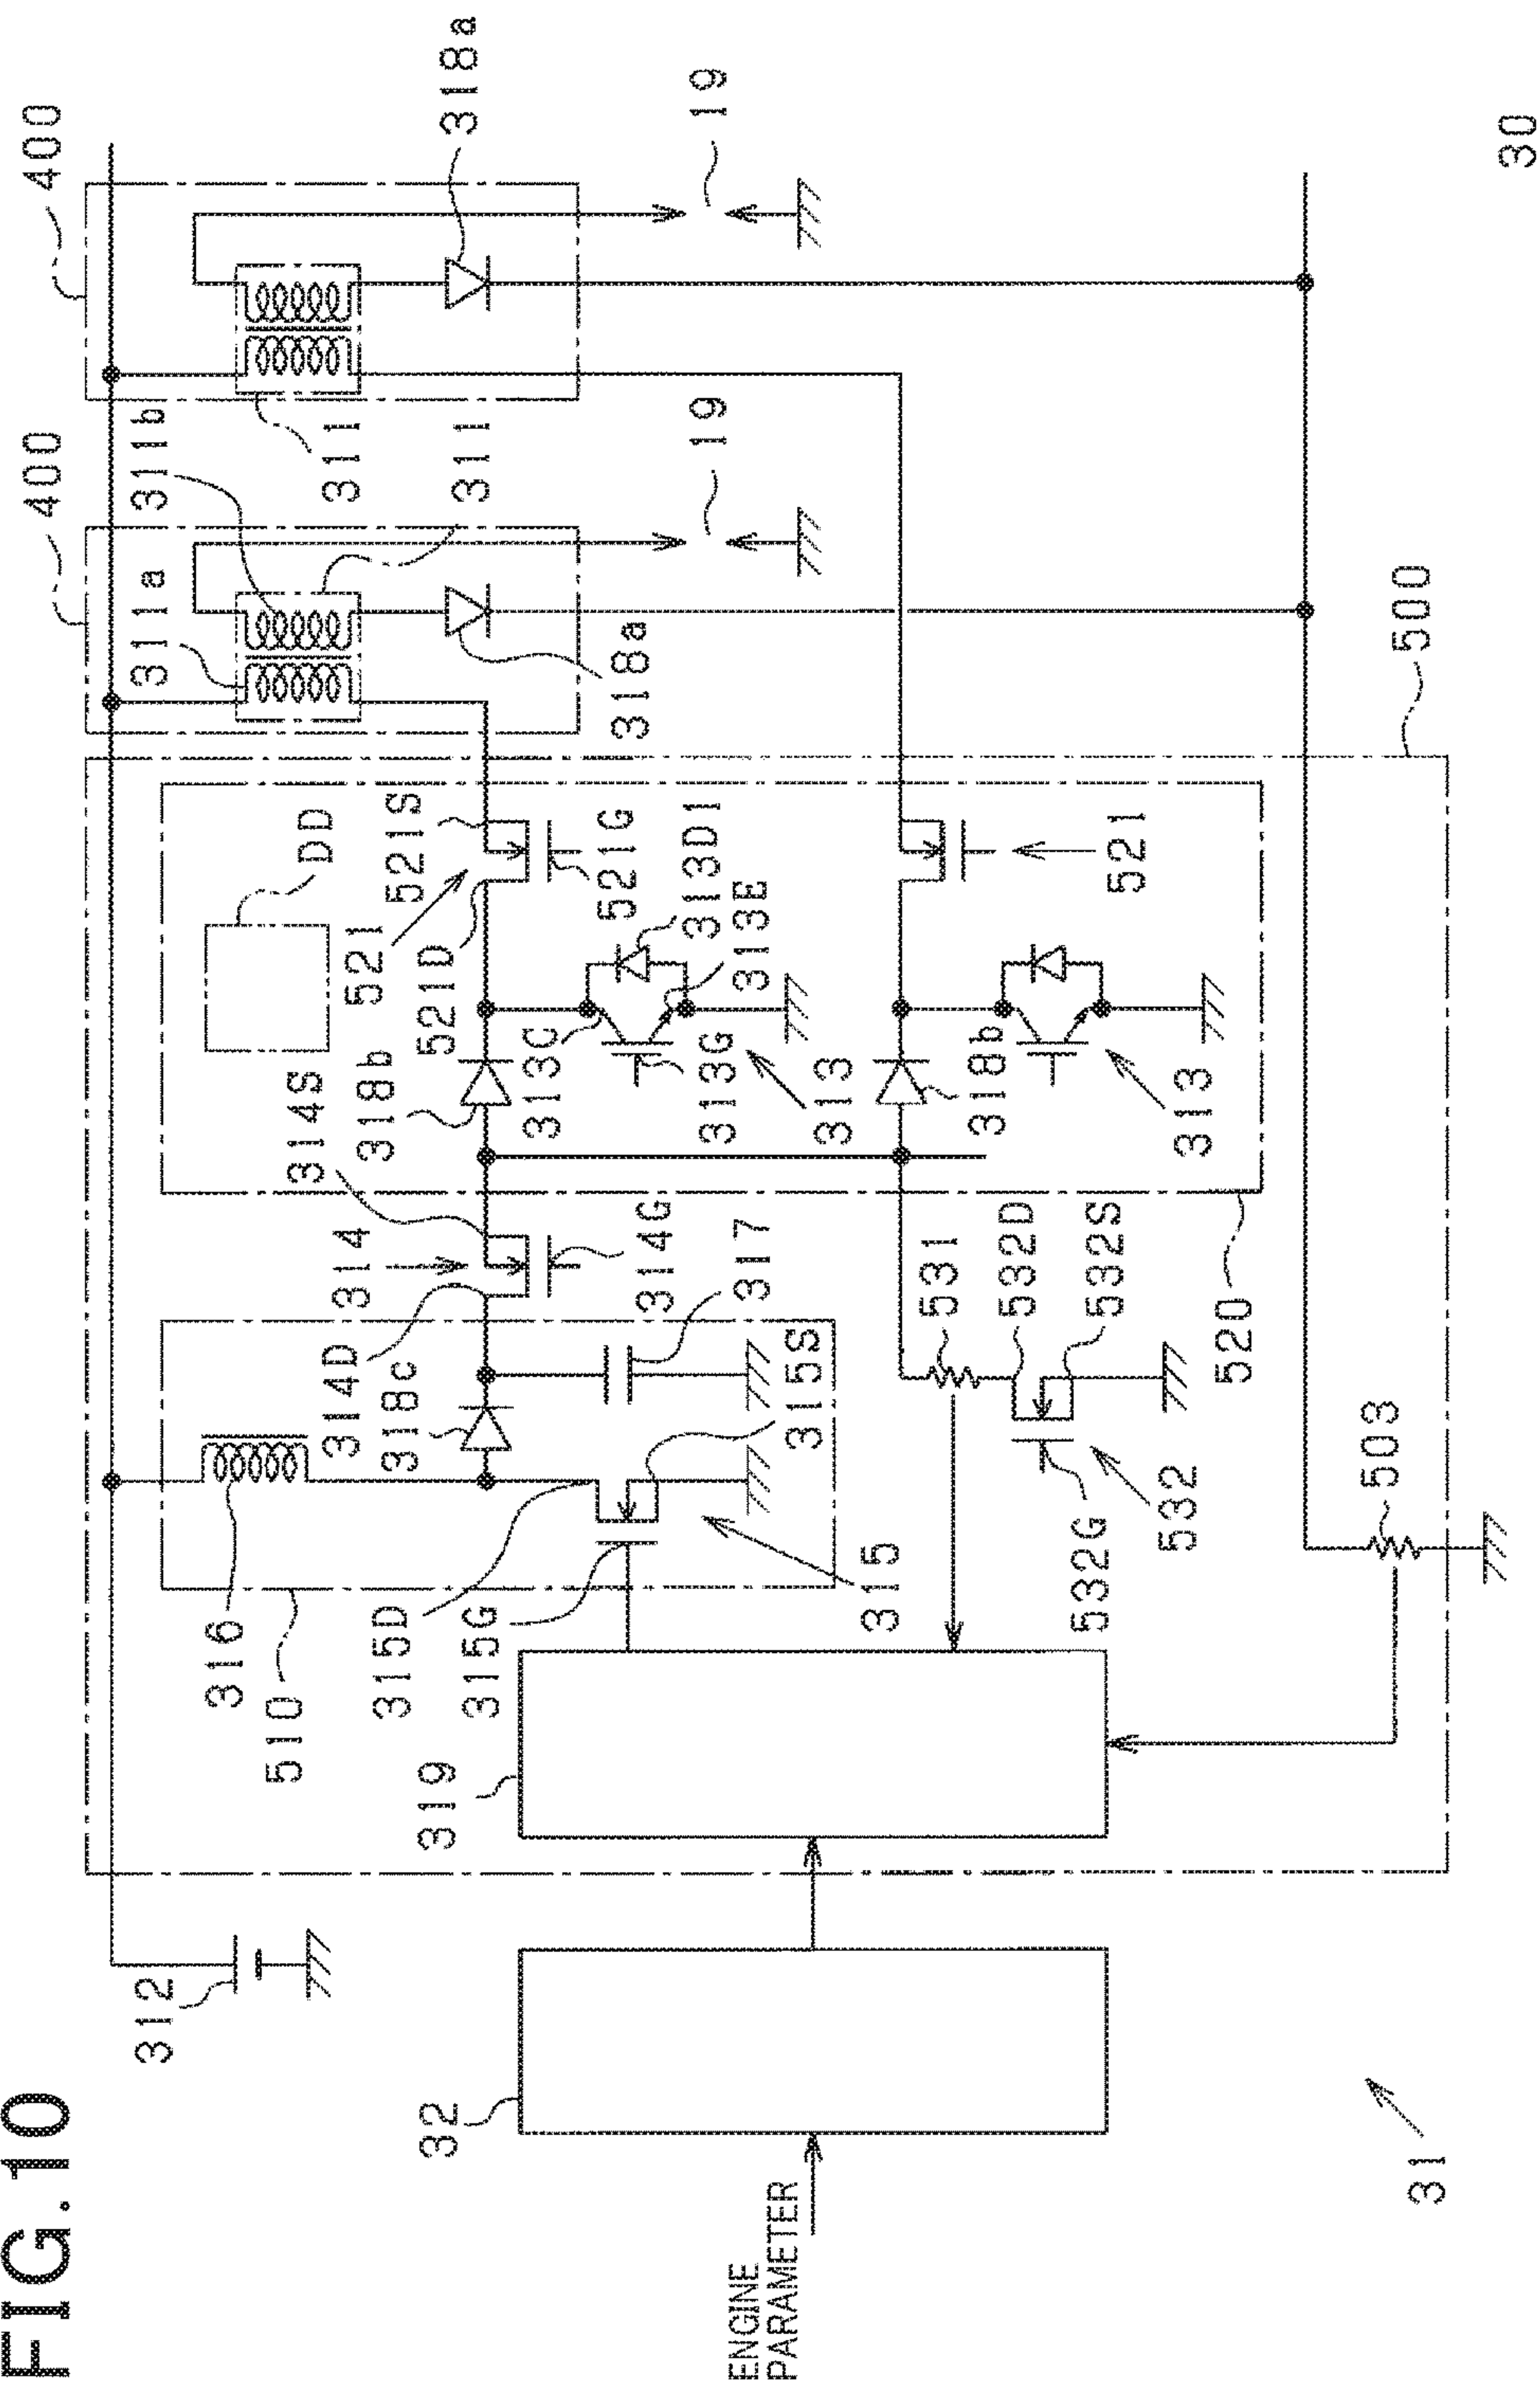 FIG.10
400
400
311b
311a
318a
19
19
311
311
318a
DD
521S
521
521G
521D
313D1
313E
314S
318b
313C
313G
313
521
318b
313
314
314G
317
314D
318c
315S
531
532D
532S
520
500
316
510
315D
315G
315
532G
532
503
319
312
32
ENGINE
PARAMETER
31
30